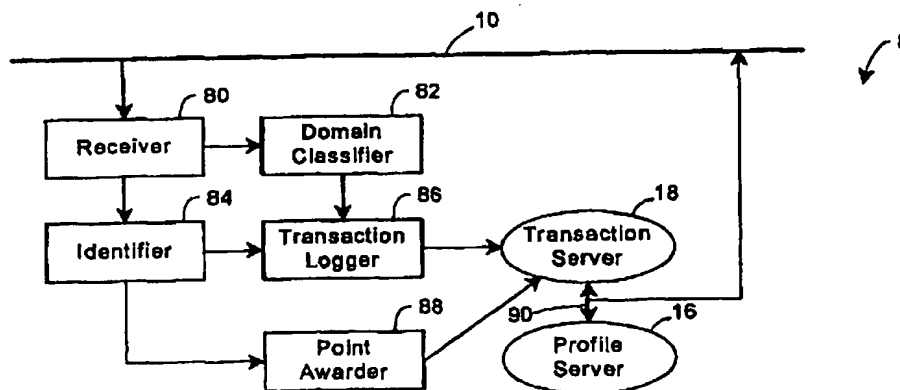 10
8
80
82
Receiver
Domain
Classifier
84
86
18
Identifier
Transaction
Logger
Transaction
Server
88
90
16
Point
Awarder
Profile
Server